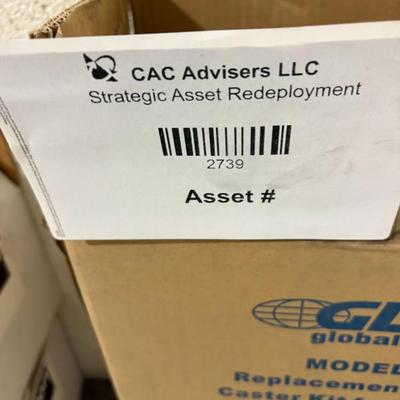 CAC Advisers LLC
Strategic Asset Redeployment
2739
Asset #
global
MODEL
Replacement
Caster Kit